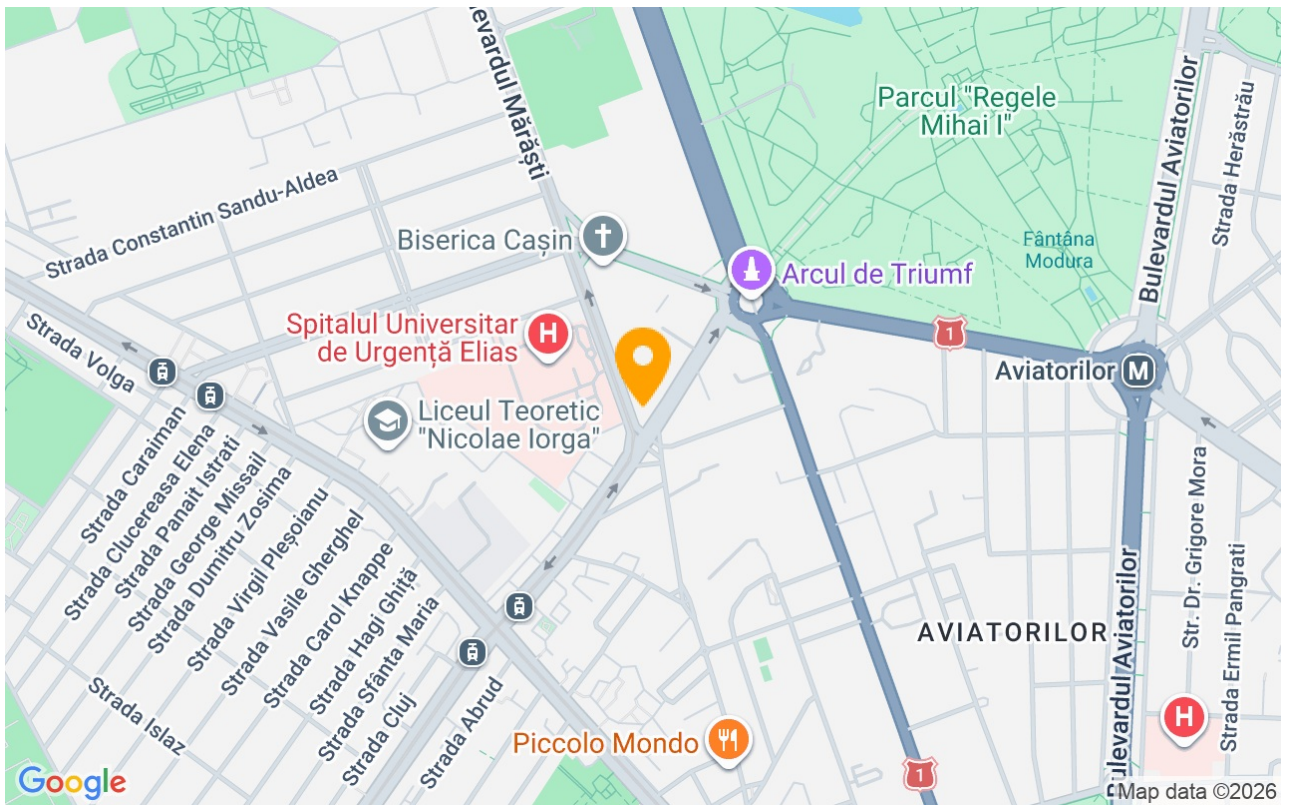 evardul Mărăști
Parcul "Regele
Mihai I"
Bulevardul Aviatorilor
Strada Herăstrău
Strada Constantin Sandu-Aldea
Biserica Cașin
Fântâna
Modura
Arcul de Triumf
Spitalul Universitar
de Urgență Elias
H
1
Strada Volga
Aviatorilor
M
Liceul Teoretic
"Nicolae Iorga"
Strada Caraiman
Strada Clucereasa Elena
Strada Panait Istrati
Strada George Missail
Strada Dumitru Zosima
Strada Virgil Pleșoianu
Strada Vasile Gherghel
Strada Carol Knappe
Strada Hagi Ghiță
Strada Sfânta Maria
Strada Cluj
Strada Abrud
Strada Islaz
Str. Dr. Grigore Mora
Strada Ermil Pangrati
AVIATORILOR
Bulevardul Aviatorilor
H
Piccolo Mondo
1
Google
Map data ©2026